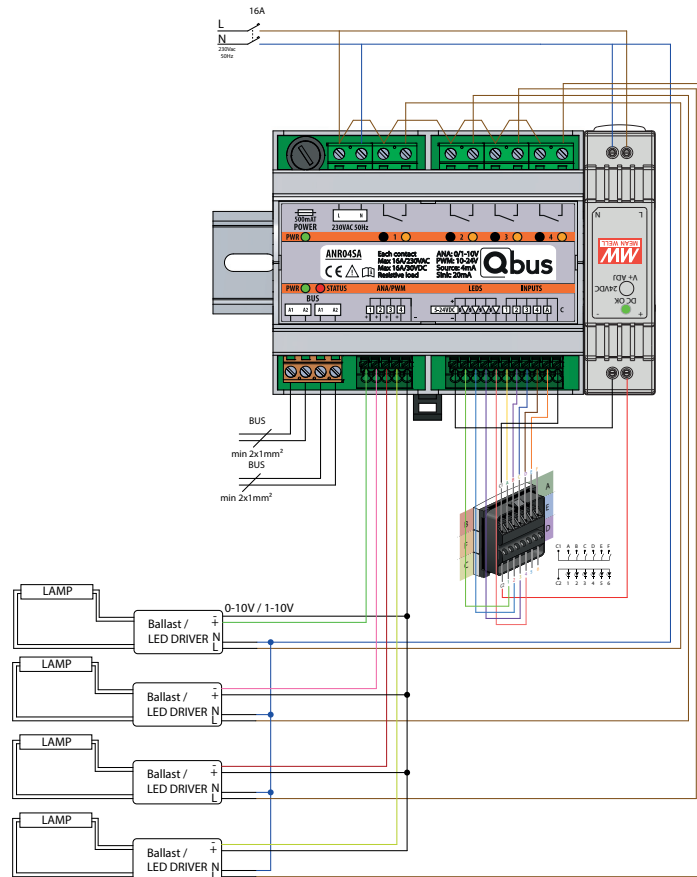 16A
L
N
230Vac
50Hz
500mAT
POWER
L N
230VAC 50Hz
N L
PWR 1 2 3 4
ANR04SA
Each contact
Max 16A/230VAC
Max 16A/30VDC
Resistive load
ANA: 0/1-10V
PWM: 10-24V
Source: 4mA
Sink: 20mA
Qbus
MW
MEAN WELL
V+ ADJ
24VDC
DC OK
- +
PWR STATUS ANA/PWM LEDS INPUTS
BUS
A1 A2 A1 A2
1 2 3 4 -
+ + + +
+
-
5-24VDC 1 2 3 4 A C
BUS
min 2x1mm²
BUS
min 2x1mm²
A
E
D
B
F
C
C1 A B C D E F
C2 1 2 3 4 5 6
LAMP
0-10V / 1-10V
Ballast /
LED DRIVER
-
+
N
L
LAMP
Ballast /
LED DRIVER
-
+
N
L
LAMP
Ballast /
LED DRIVER
-
+
N
L
LAMP
Ballast /
LED DRIVER
-
+
N
L